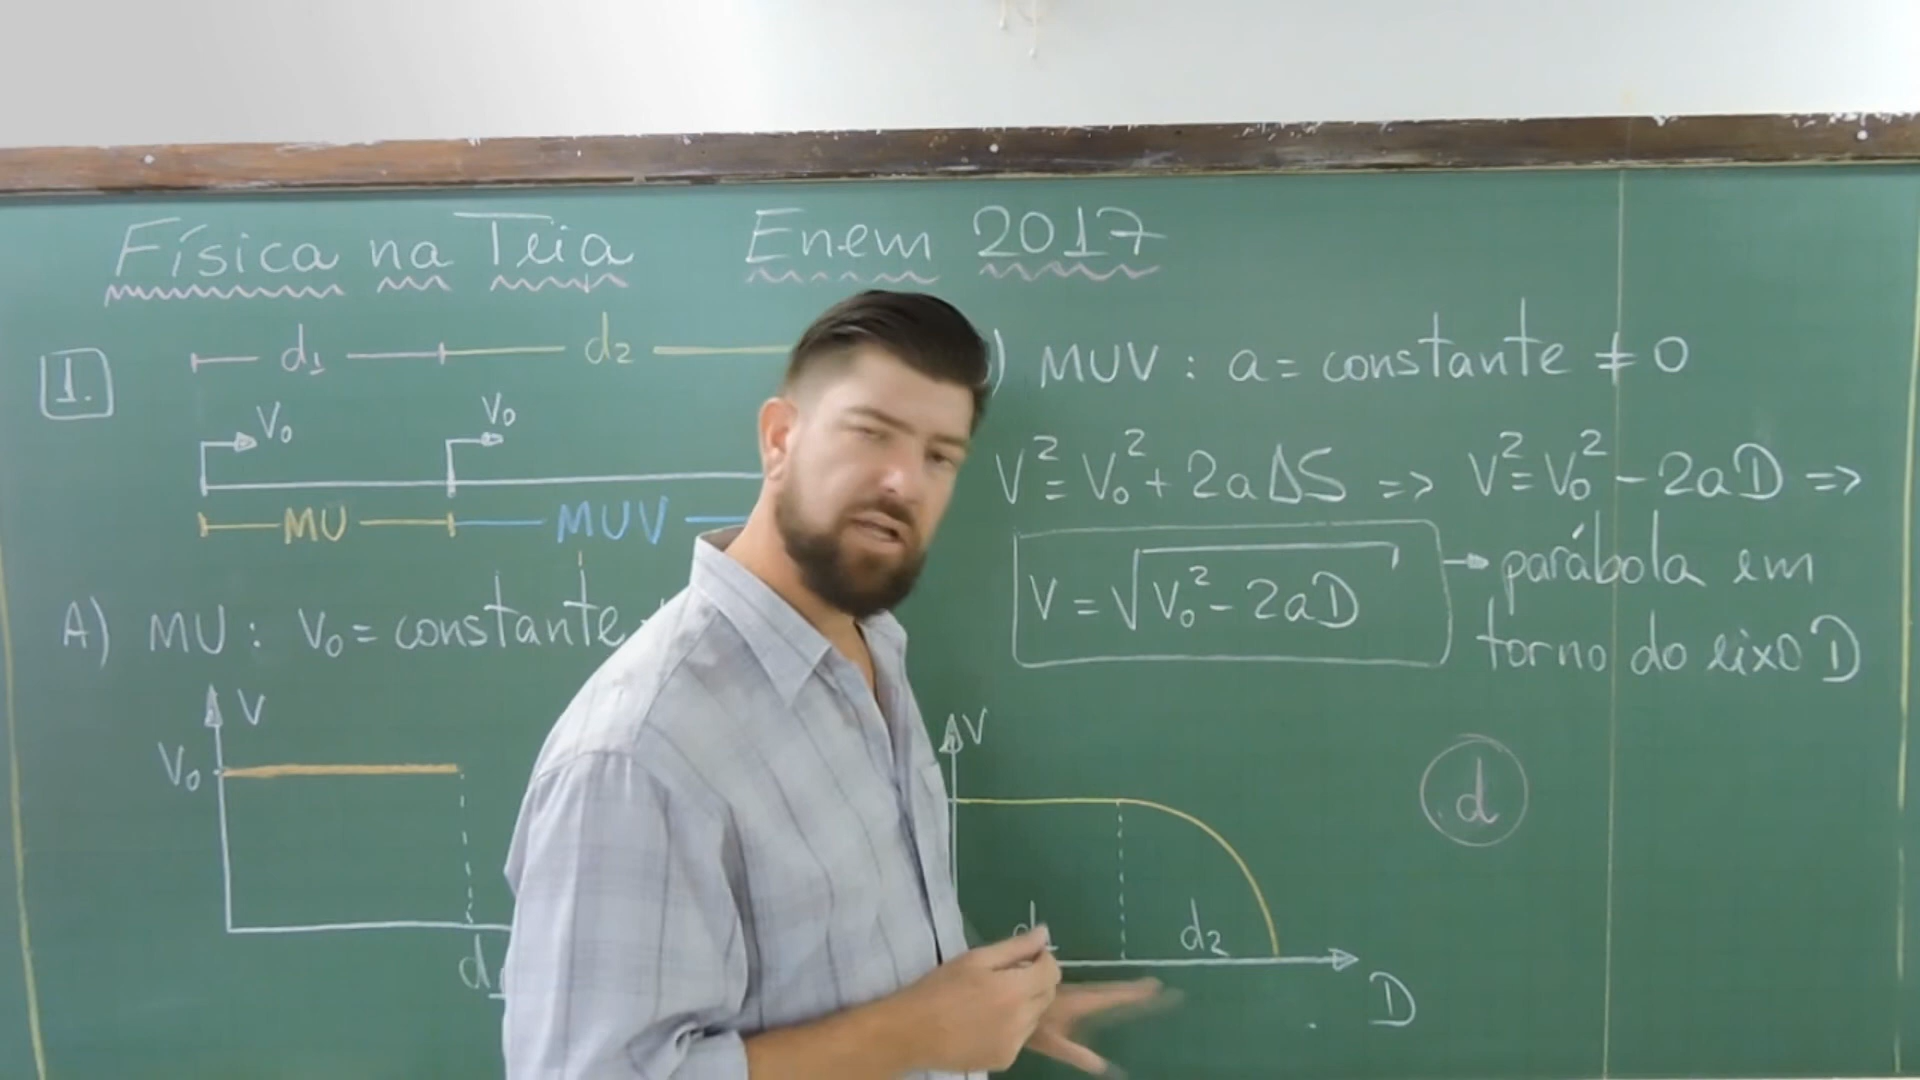 Física na Teia Enem 2017
1.
d₁ d₂
V₀ V₀
MU MUV
A) MU : V₀ = constante
V
V₀
) MUV : a = constante ≠ 0
V² = V₀² + 2aΔS => V² = V₀² - 2aD =>
V = √V₀² - 2aD → parábola em
torno do eixo D
V
d₂
D
d